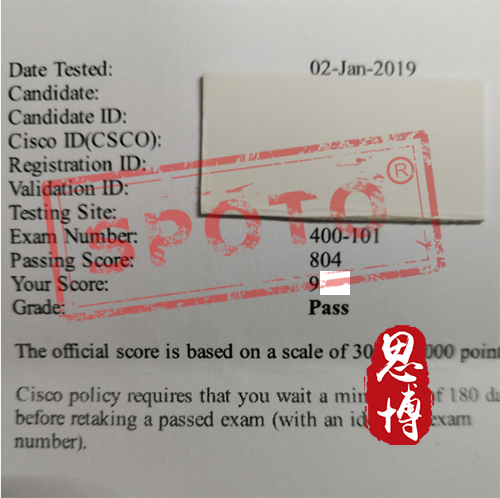 Date Tested: 02-Jan-2019
Candidate:
Candidate ID:
Cisco ID(CSCO):
Registration ID:
Validation ID:
Testing Site:
SPOTO ®
Exam Number: 400-101
Passing Score: 804
Your Score: 9
Grade: Pass
The official score is based on a scale of 30 000 point
思博
Cisco policy requires that you wait a min of 180 da
before retaking a passed exam (with an id exam
number).